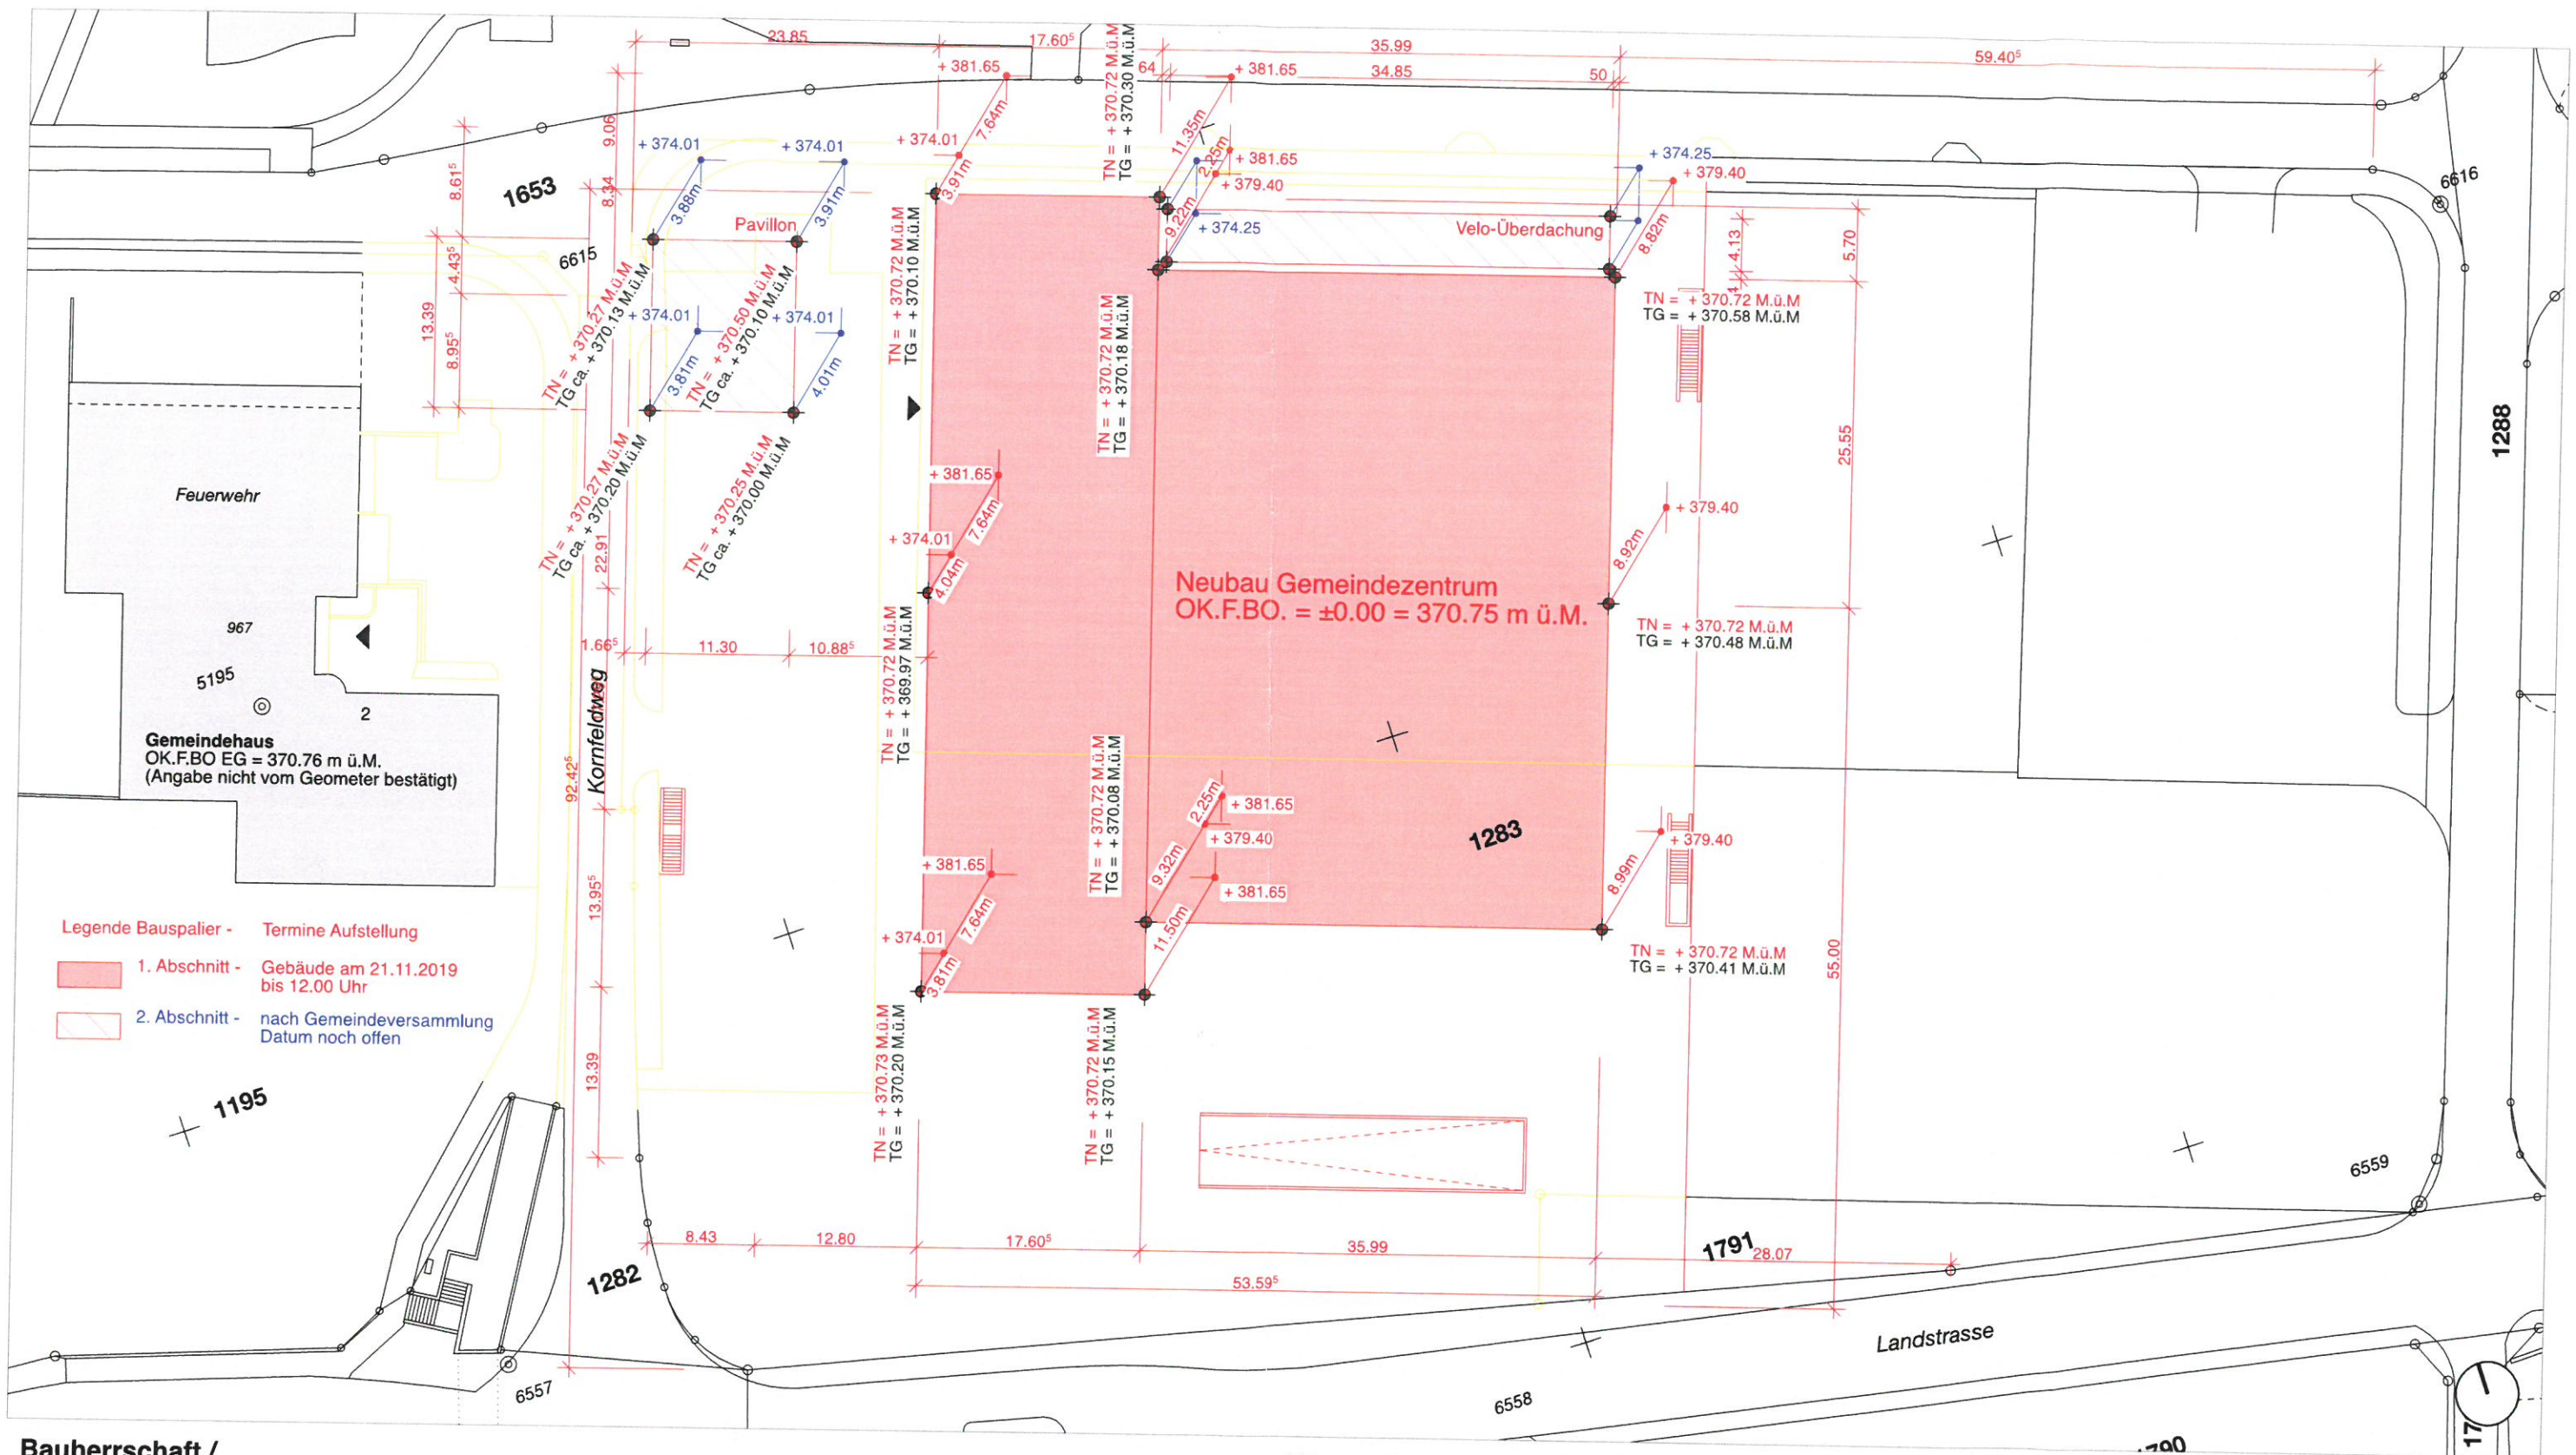 23.85
17.60⁵
35.99
59.40⁵
64
34.85
50
+ 381.65
+ 381.65
7.64m
11.35m
TN = + 370.72 M.ü.M
TG = + 370.30 M.ü.M
9.06
8.34
8.61⁵
1653
+ 374.01
+ 374.01
+ 374.01
3.91m
2.25m
+ 381.65
+ 379.40
+ 374.25
+ 379.40
6616
3.88m
3.91m
Pavillon
9.22m
+ 374.25
Velo-Überdachung
8.82m
4.13
5.70
4
6615
4.43⁵
13.39
8.95⁵
TN = + 370.27 M.ü.M
TG ca. + 370.13 M.ü.M
+ 374.01
TN = + 370.50 M.ü.M
TG ca. + 370.10 M.ü.M
+ 374.01
TN = + 370.72 M.ü.M
TG = + 370.10 M.ü.M
TN = + 370.72 M.ü.M
TG = + 370.18 M.ü.M
TN = + 370.72 M.ü.M
TG = + 370.58 M.ü.M
3.81m
4.01m
1288
25.55
TN = + 370.27 M.ü.M
TG ca. + 370.20 M.ü.M
TN = + 370.25 M.ü.M
TG ca. + 370.00 M.ü.M
22.91
+ 381.65
7.64m
+ 374.01
4.04m
+ 379.40
8.92m
Feuerwehr
Neubau Gemeindezentrum
OK.F.BO. = ±0.00 = 370.75 m ü.M.
967
5195
2
TN = + 370.72 M.ü.M
TG = + 370.48 M.ü.M
1.66⁵
11.30
10.88⁵
TN = + 370.72 M.ü.M
TG = + 369.97 M.ü.M
Kornfeldweg
92.42⁵
Gemeindehaus
OK.F.BO EG = 370.76 m ü.M.
(Angabe nicht vom Geometer bestätigt)
TN = + 370.72 M.ü.M
TG = + 370.08 M.ü.M
2.25m
+ 381.65
+ 379.40
9.32m
+ 381.65
11.50m
1283
+ 379.40
8.99m
+ 381.65
7.64m
+ 374.01
3.81m
13.95⁵
TN = + 370.72 M.ü.M
TG = + 370.41 M.ü.M
55.00
Legende Bauspalier - Termine Aufstellung
1. Abschnitt - Gebäude am 21.11.2019
bis 12.00 Uhr
2. Abschnitt - nach Gemeindeversammlung
Datum noch offen
13.39
TN = + 370.73 M.ü.M
TG = + 370.20 M.ü.M
TN = + 370.72 M.ü.M
TG = + 370.15 M.ü.M
1195
6559
8.43
12.80
17.60⁵
35.99
1791
28.07
1282
53.59⁵
Landstrasse
6557
6558
Bauherrschaft /